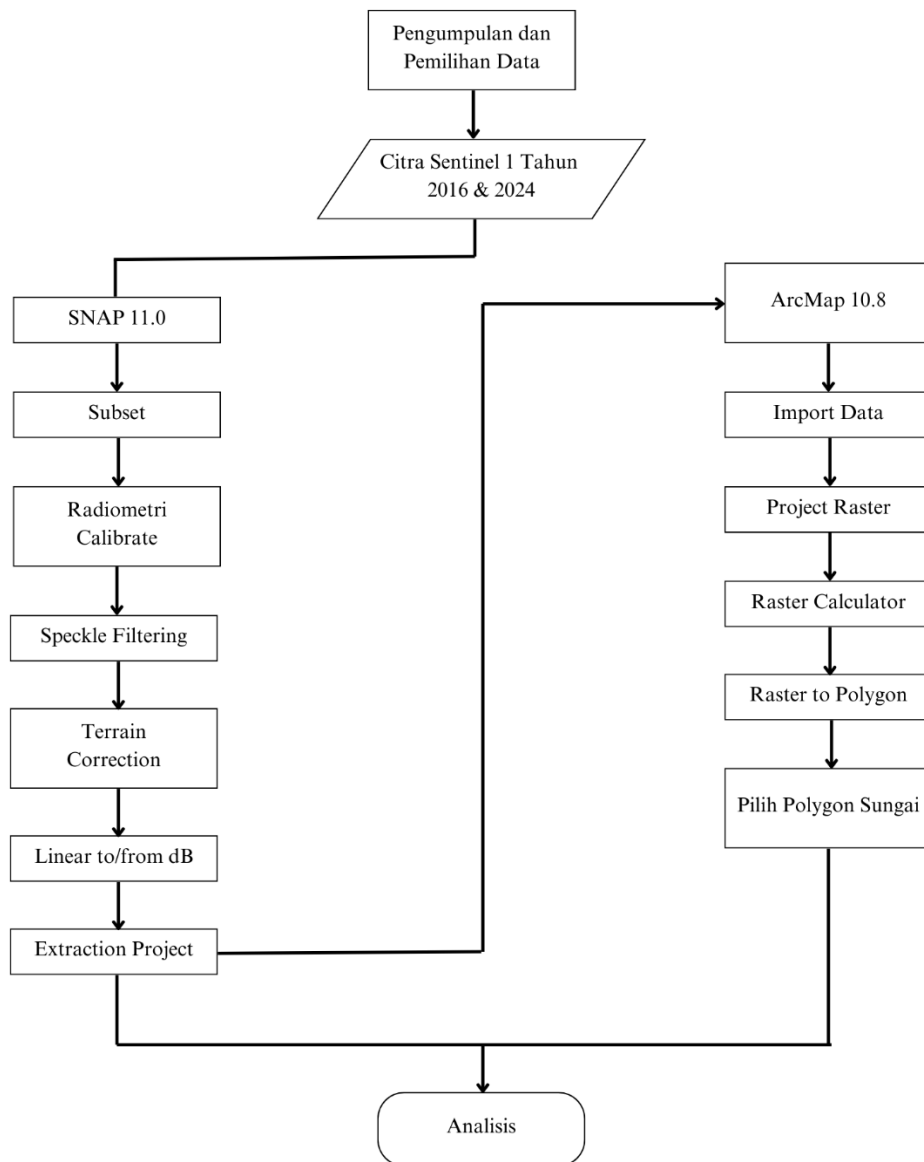 Pengumpulan dan
Pemilihan Data
Citra Sentinel 1 Tahun
2016 & 2024
SNAP 11.0
Subset
Radiometri
Calibrate
Speckle Filtering
Terrain
Correction
Linear to/from dB
Extraction Project
ArcMap 10.8
Import Data
Project Raster
Raster Calculator
Raster to Polygon
Pilih Polygon Sungai
Analisis